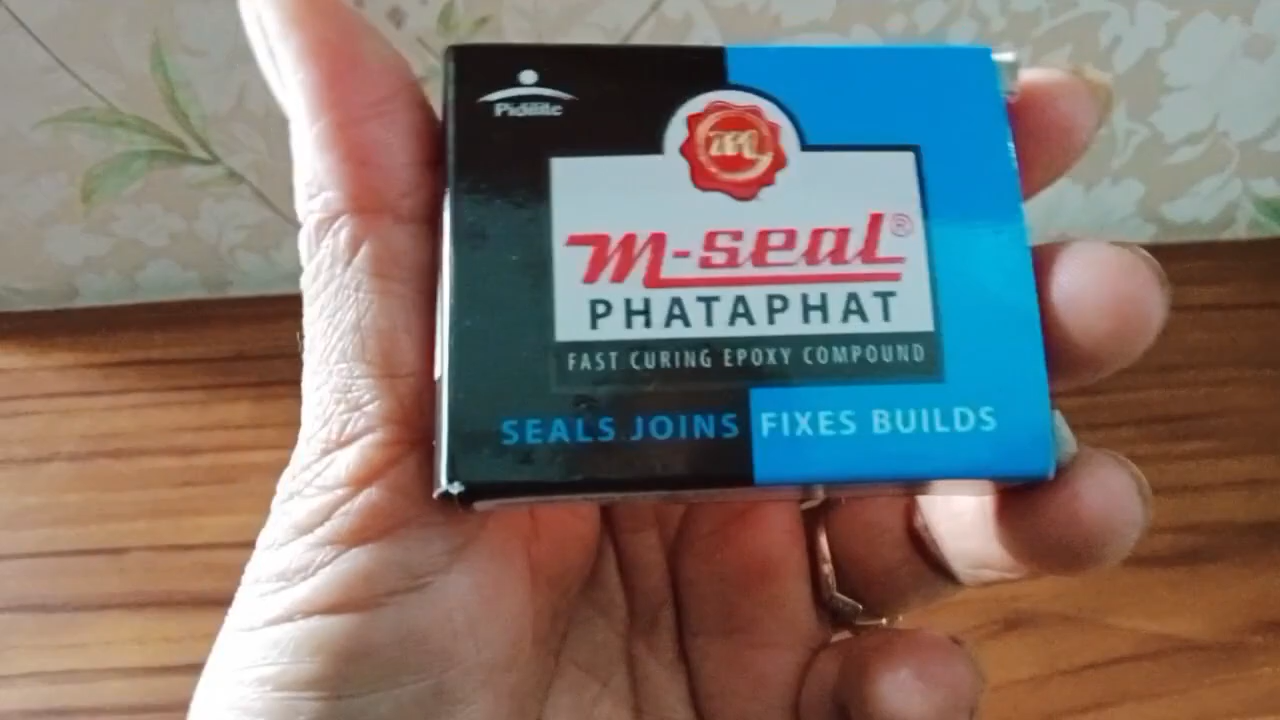 Pidilite
m
m-seal®
PHATAPHAT
FAST CURING EPOXY COMPOUND
SEALS JOINS FIXES BUILDS